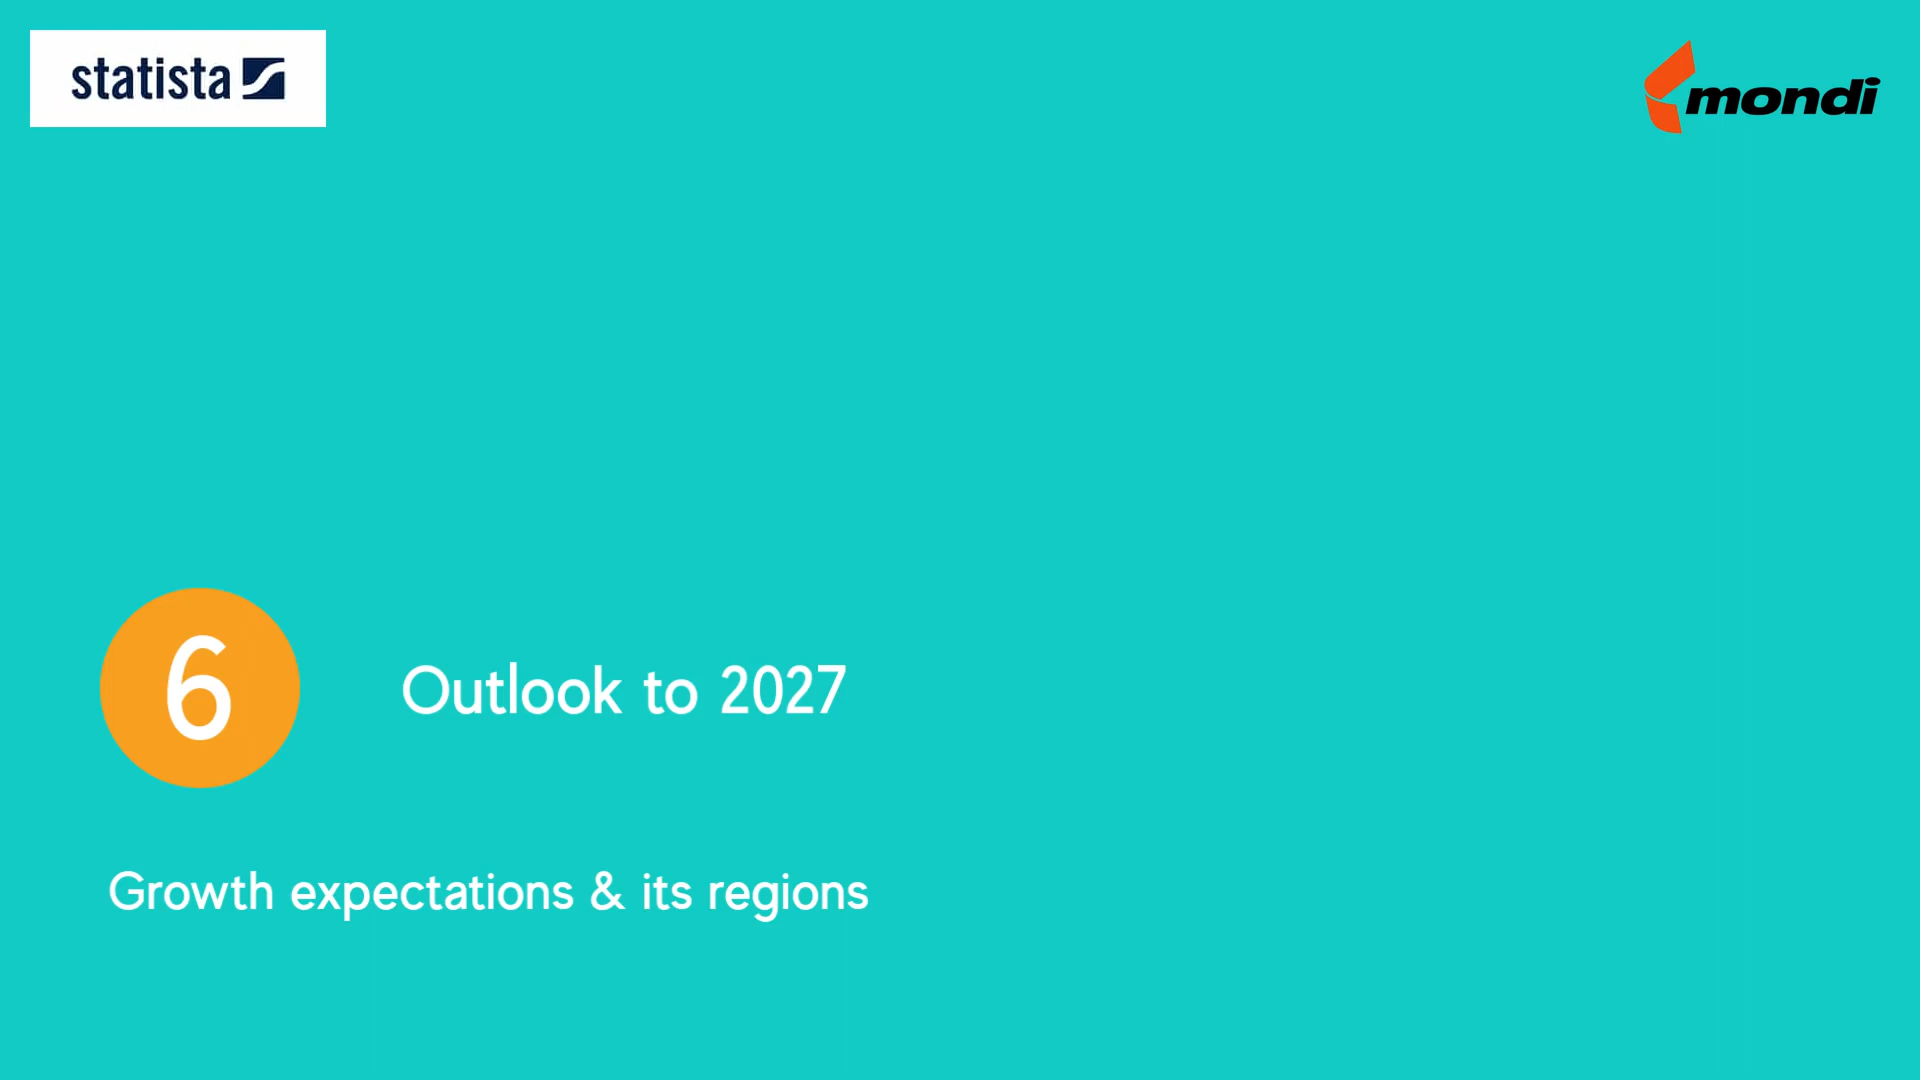 statista
mondi
6
Outlook to 2027
Growth expectations & its regions